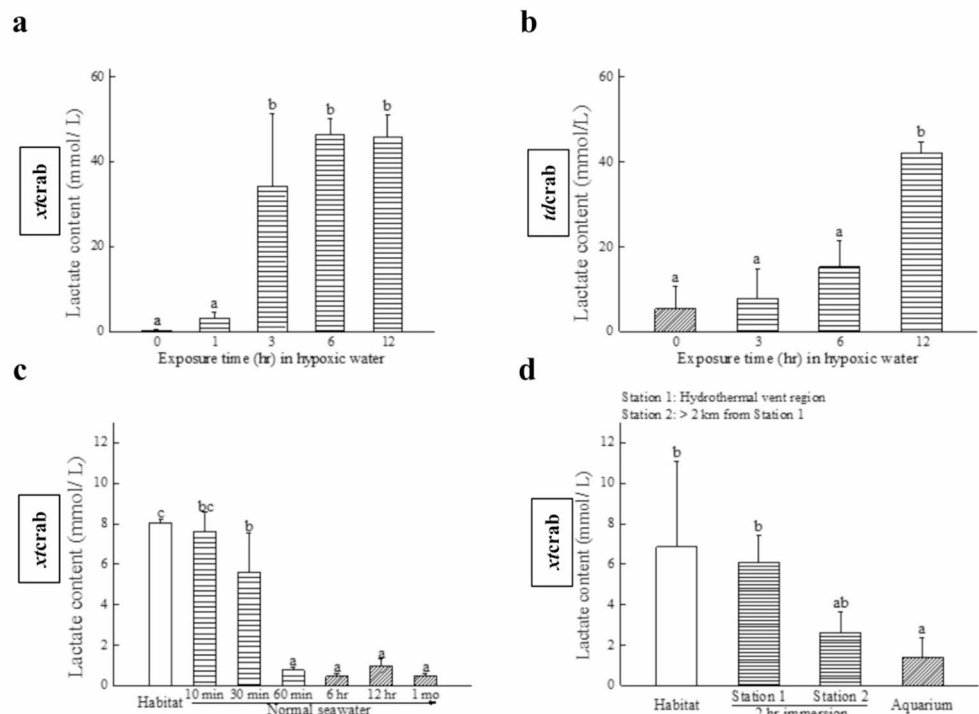 a
b
xtcrab
Lactate content (mmol/ L)
60
40
20
0
a
a
b
b
b
0 1 3 6 12
Exposure time (hr) in hypoxic water
tdcrab
Lactate content (mmol/L)
60
40
20
0
a
a
a
b
0 3 6 12
Exposure time (hr) in hypoxic water
c
d
xtcrab
Lactate content (mmol/ L)
12
10
8
6
4
2
0
c
bc
b
a
a
a
a
Habitat 10 min 30 min 60 min 6 hr 12 hr 1 mo
Normal seawater
Station 1: Hydrothermal vent region
Station 2: > 2 km from Station 1
xtcrab
Lactate content (mmol/ L)
12
10
8
6
4
2
0
b
b
ab
a
Habitat Station 1 Station 2 Aquarium
2 hr immersion